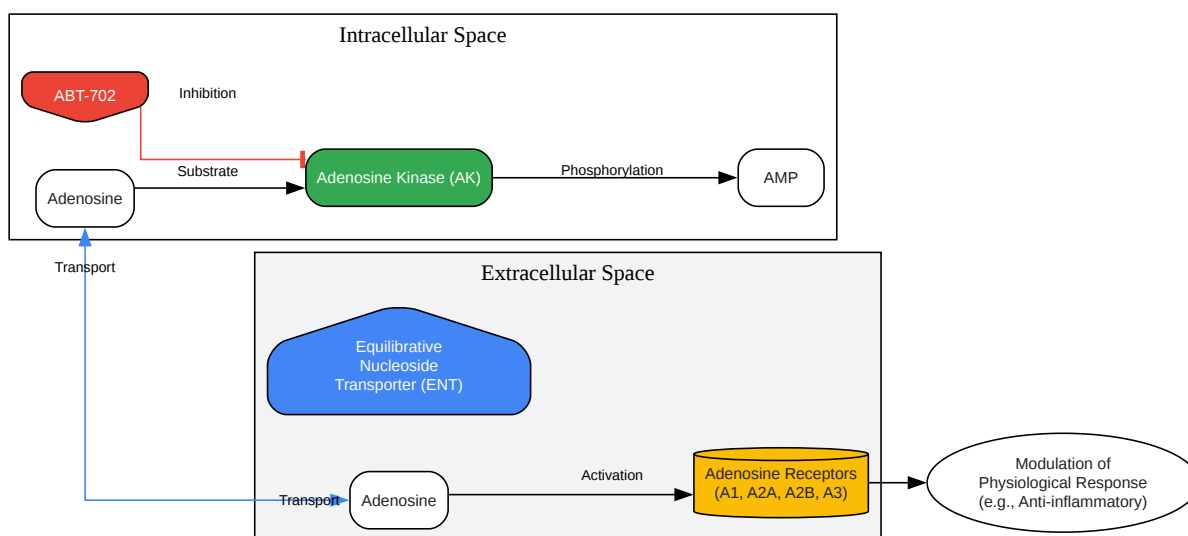 Intracellular Space
ABT-702
Inhibition
Substrate
Adenosine
Adenosine Kinase (AK)
Phosphorylation
AMP
Transport
Extracellular Space
Equilibrative
Nucleoside
Transporter (ENT)
Transport
Adenosine
Activation
Adenosine Receptors
(A1, A2A, A2B, A3)
Modulation of
Physiological Response
(e.g., Anti-inflammatory)